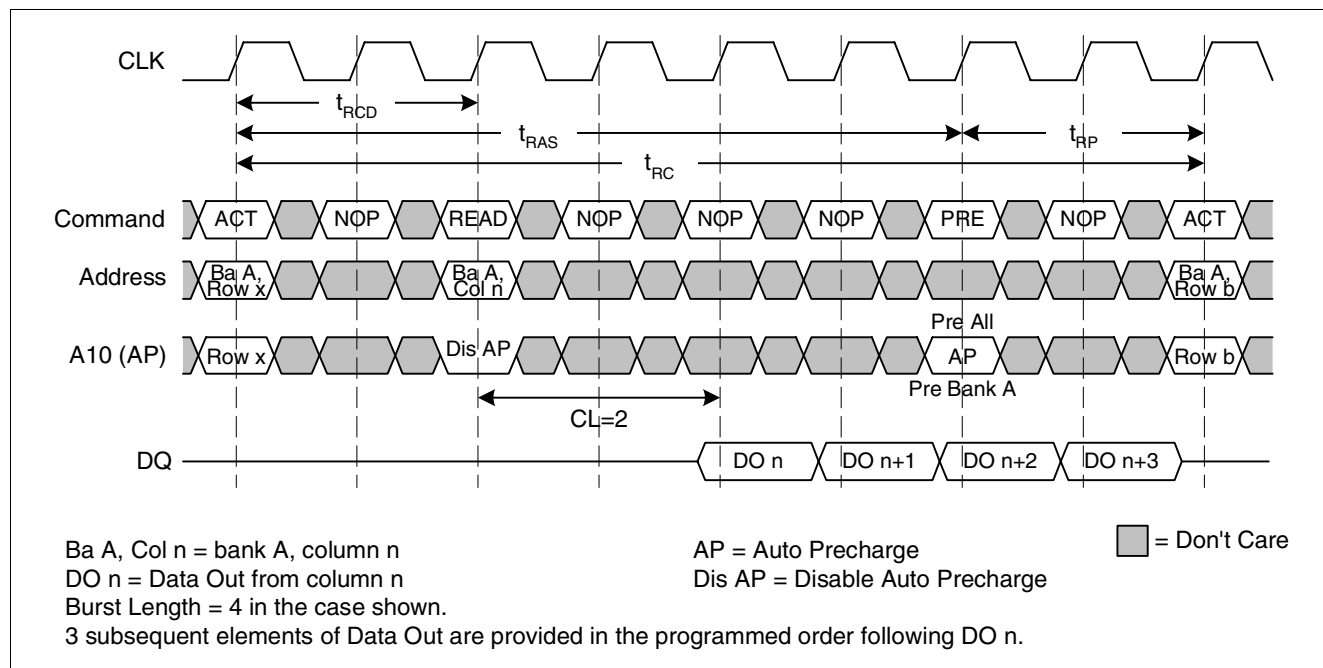 CLK
tRCD
tRAS
tRP
tRC
Command
ACT
NOP
READ
NOP
NOP
NOP
PRE
NOP
ACT
Address
Ba A,
Row x
Ba A,
Col n
Ba A,
Row b
Pre All
A10 (AP)
Row x
Dis AP
AP
Row b
Pre Bank A
CL=2
DQ
DO n
DO n+1
DO n+2
DO n+3
Ba A, Col n = bank A, column n
DO n = Data Out from column n
Burst Length = 4 in the case shown.
3 subsequent elements of Data Out are provided in the programmed order following DO n.
AP = Auto Precharge
Dis AP = Disable Auto Precharge
= Don't Care